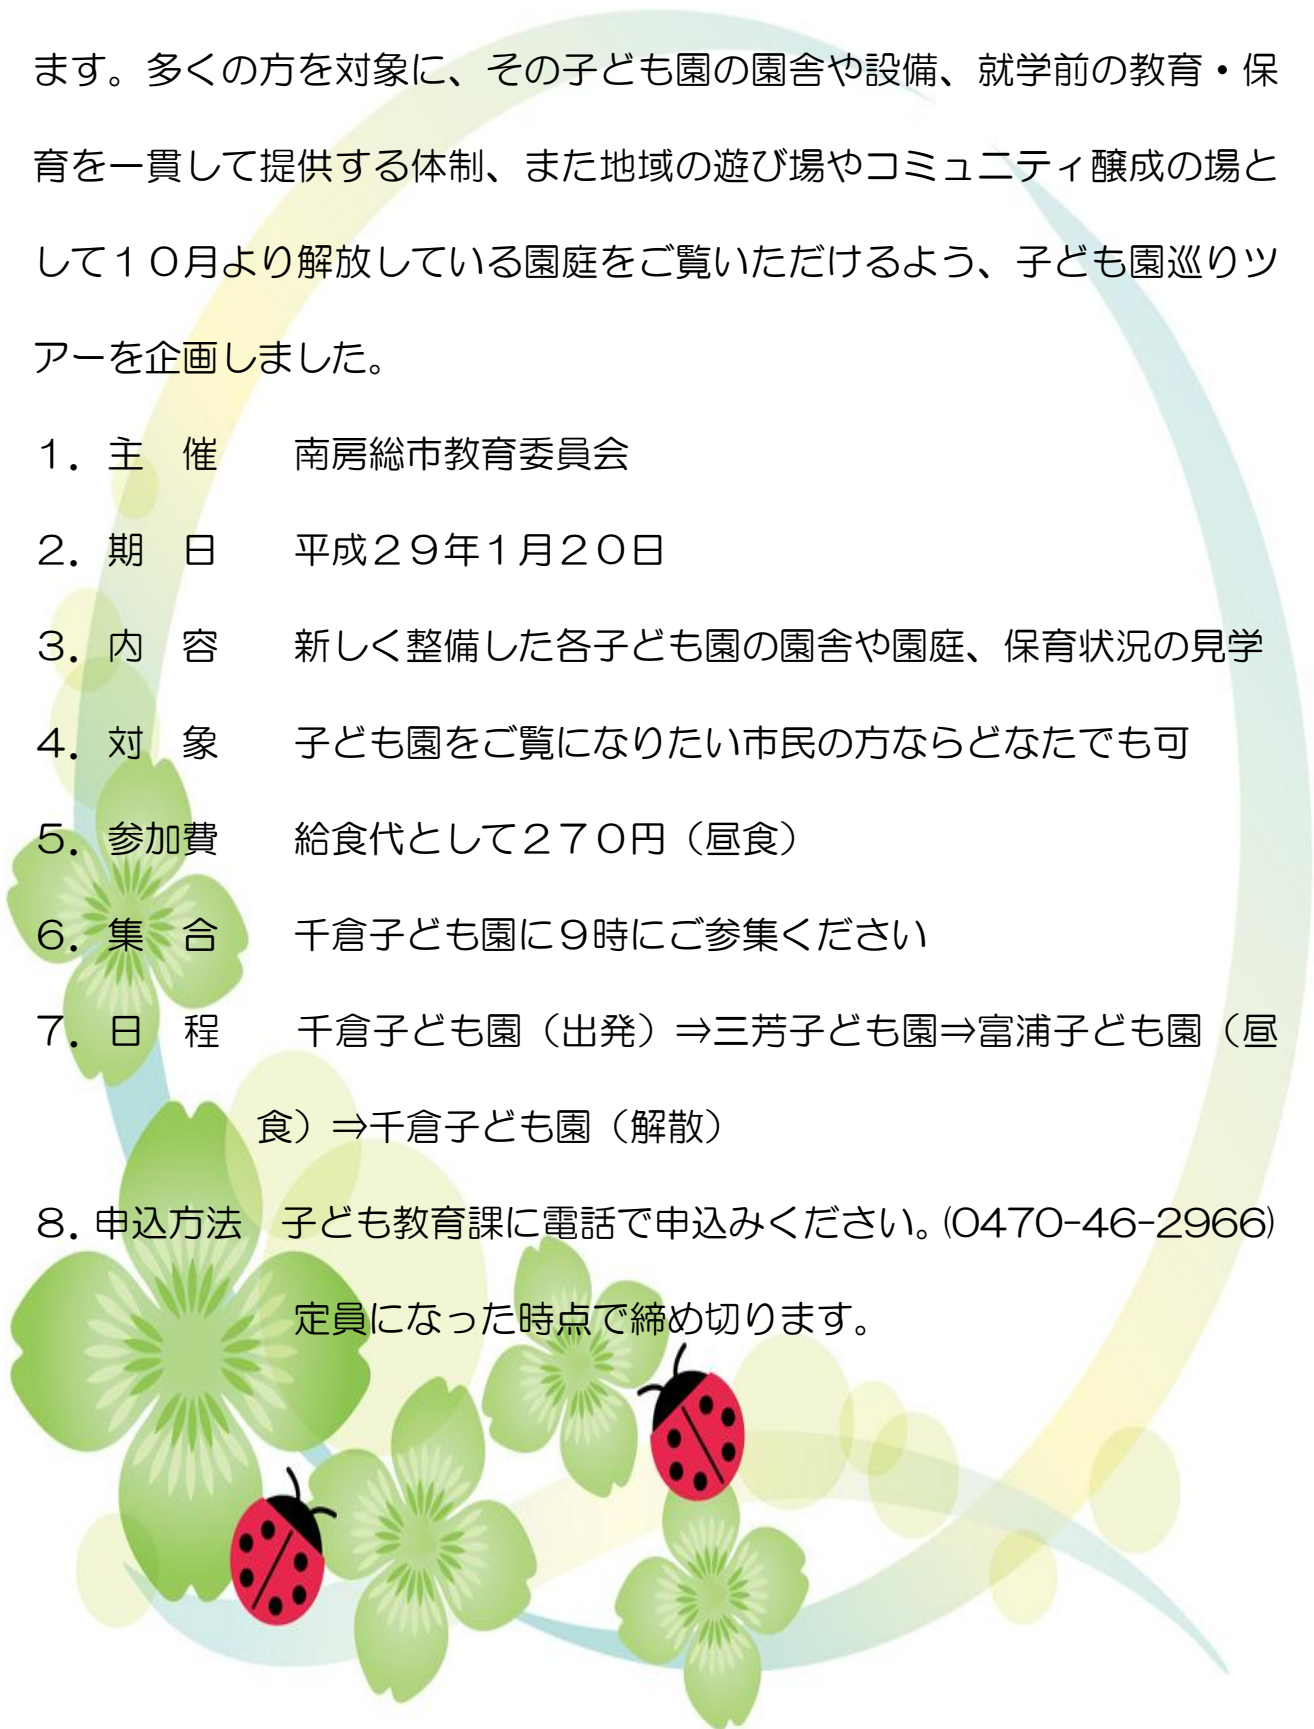 ます。多くの方を対象に、その子ども園の園舎や設備、就学前の教育・保
育を一貫して提供する体制、また地域の遊び場やコミュニティ醸成の場と
して１０月より解放している園庭をご覧いただけるよう、子ども園巡りツ
アーを企画しました。
１．主　催　　南房総市教育委員会
２．期　日　　平成２９年１月２０日
３．内　容　　新しく整備した各子ども園の園舎や園庭、保育状況の見学
４．対　象　　子ども園をご覧になりたい市民の方ならどなたでも可
５．参加費　　給食代として２７０円（昼食）
６．集　合　　千倉子ども園に９時にご参集ください
７．日　程　　千倉子ども園（出発）⇒三芳子ども園⇒富浦子ども園（昼
食）⇒千倉子ども園（解散）
８．申込方法　子ども教育課に電話で申込みください。(0470-46-2966)
定員になった時点で締め切ります。